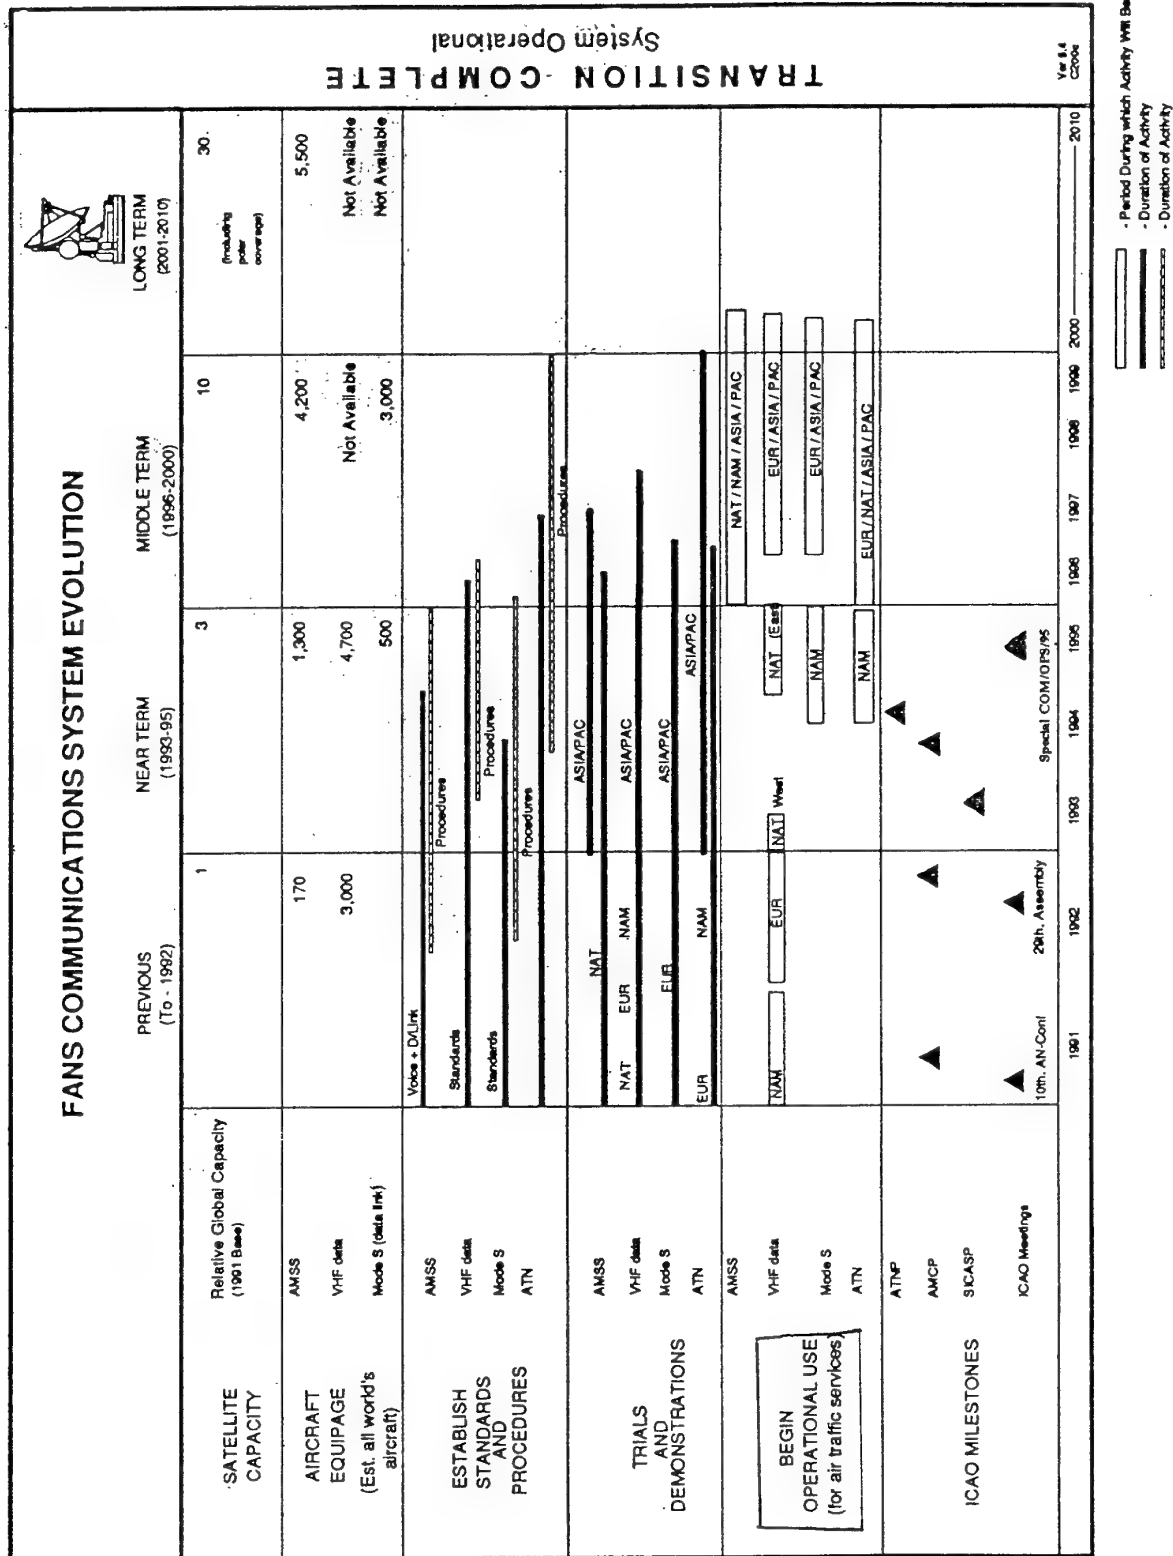 FANS COMMUNICATIONS SYSTEM EVOLUTION
PREVIOUS
(To - 1992)
NEAR TERM
(1993-95)
MIDDLE TERM
(1996-2000)
LONG TERM
(2001-2010)
SATELLITE
CAPACITY
Relative Global Capacity
(1991 Base)
1
3
10
(Including
polar
coverage)
30.
AIRCRAFT
EQUIPAGE
(Est. all world's
aircraft)
AMSS
170
1,300
4,200
5,500
VHF data
3,000
4,700
Not Available
Not Available
Mode S (data link)
500
3,000
Not Available
ESTABLISH
STANDARDS
AND
PROCEDURES
AMSS
Voice + D/Link
Procedures
VHF data
Standards
Procedures
Mode S
Standards
Procedures
ATN
Procedures
TRIALS
AND
DEMONSTRATIONS
AMSS
NAT
ASIA/PAC
VHF data
NAT
EUR
NAM
ASIA/PAC
Mode S
EUR
ASIA/PAC
ATN
EUR
NAM
ASIA/PAC
BEGIN
OPERATIONAL USE
(for air traffic services)
AMSS
NAT / NAM / ASIA / PAC
VHF data
NAM
EUR
NAT West
NAT (East
EUR / ASIA / PAC
Mode S
NAM
EUR / ASIA / PAC
ATN
NAM
EUR / NAT / ASIA / PAC
ICAO MILESTONES
ATNP
AMCP
SICASP
ICAO Meetings
10th. AN-Conf
29th. Assembly
Special COM/OPS/95
1991
1992
1993
1994
1995
1996
1997
1998
1999
2000
2010
TRANSITION COMPLETE
System Operational
Ver 5.4
C200e
- Period During which Activity Will Be
- Duration of Activity
- Duration of Activity